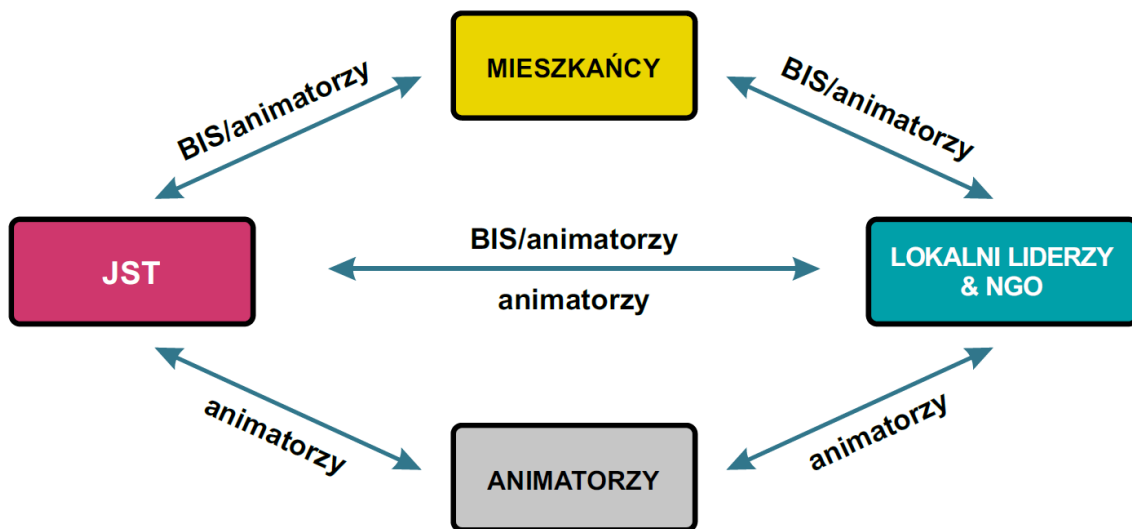 MIESZKAŃCY
BIS/animatorzy
BIS/animatorzy
JST
BIS/animatorzy
animatorzy
LOKALNI LIDERZY
& NGO
animatorzy
animatorzy
ANIMATORZY